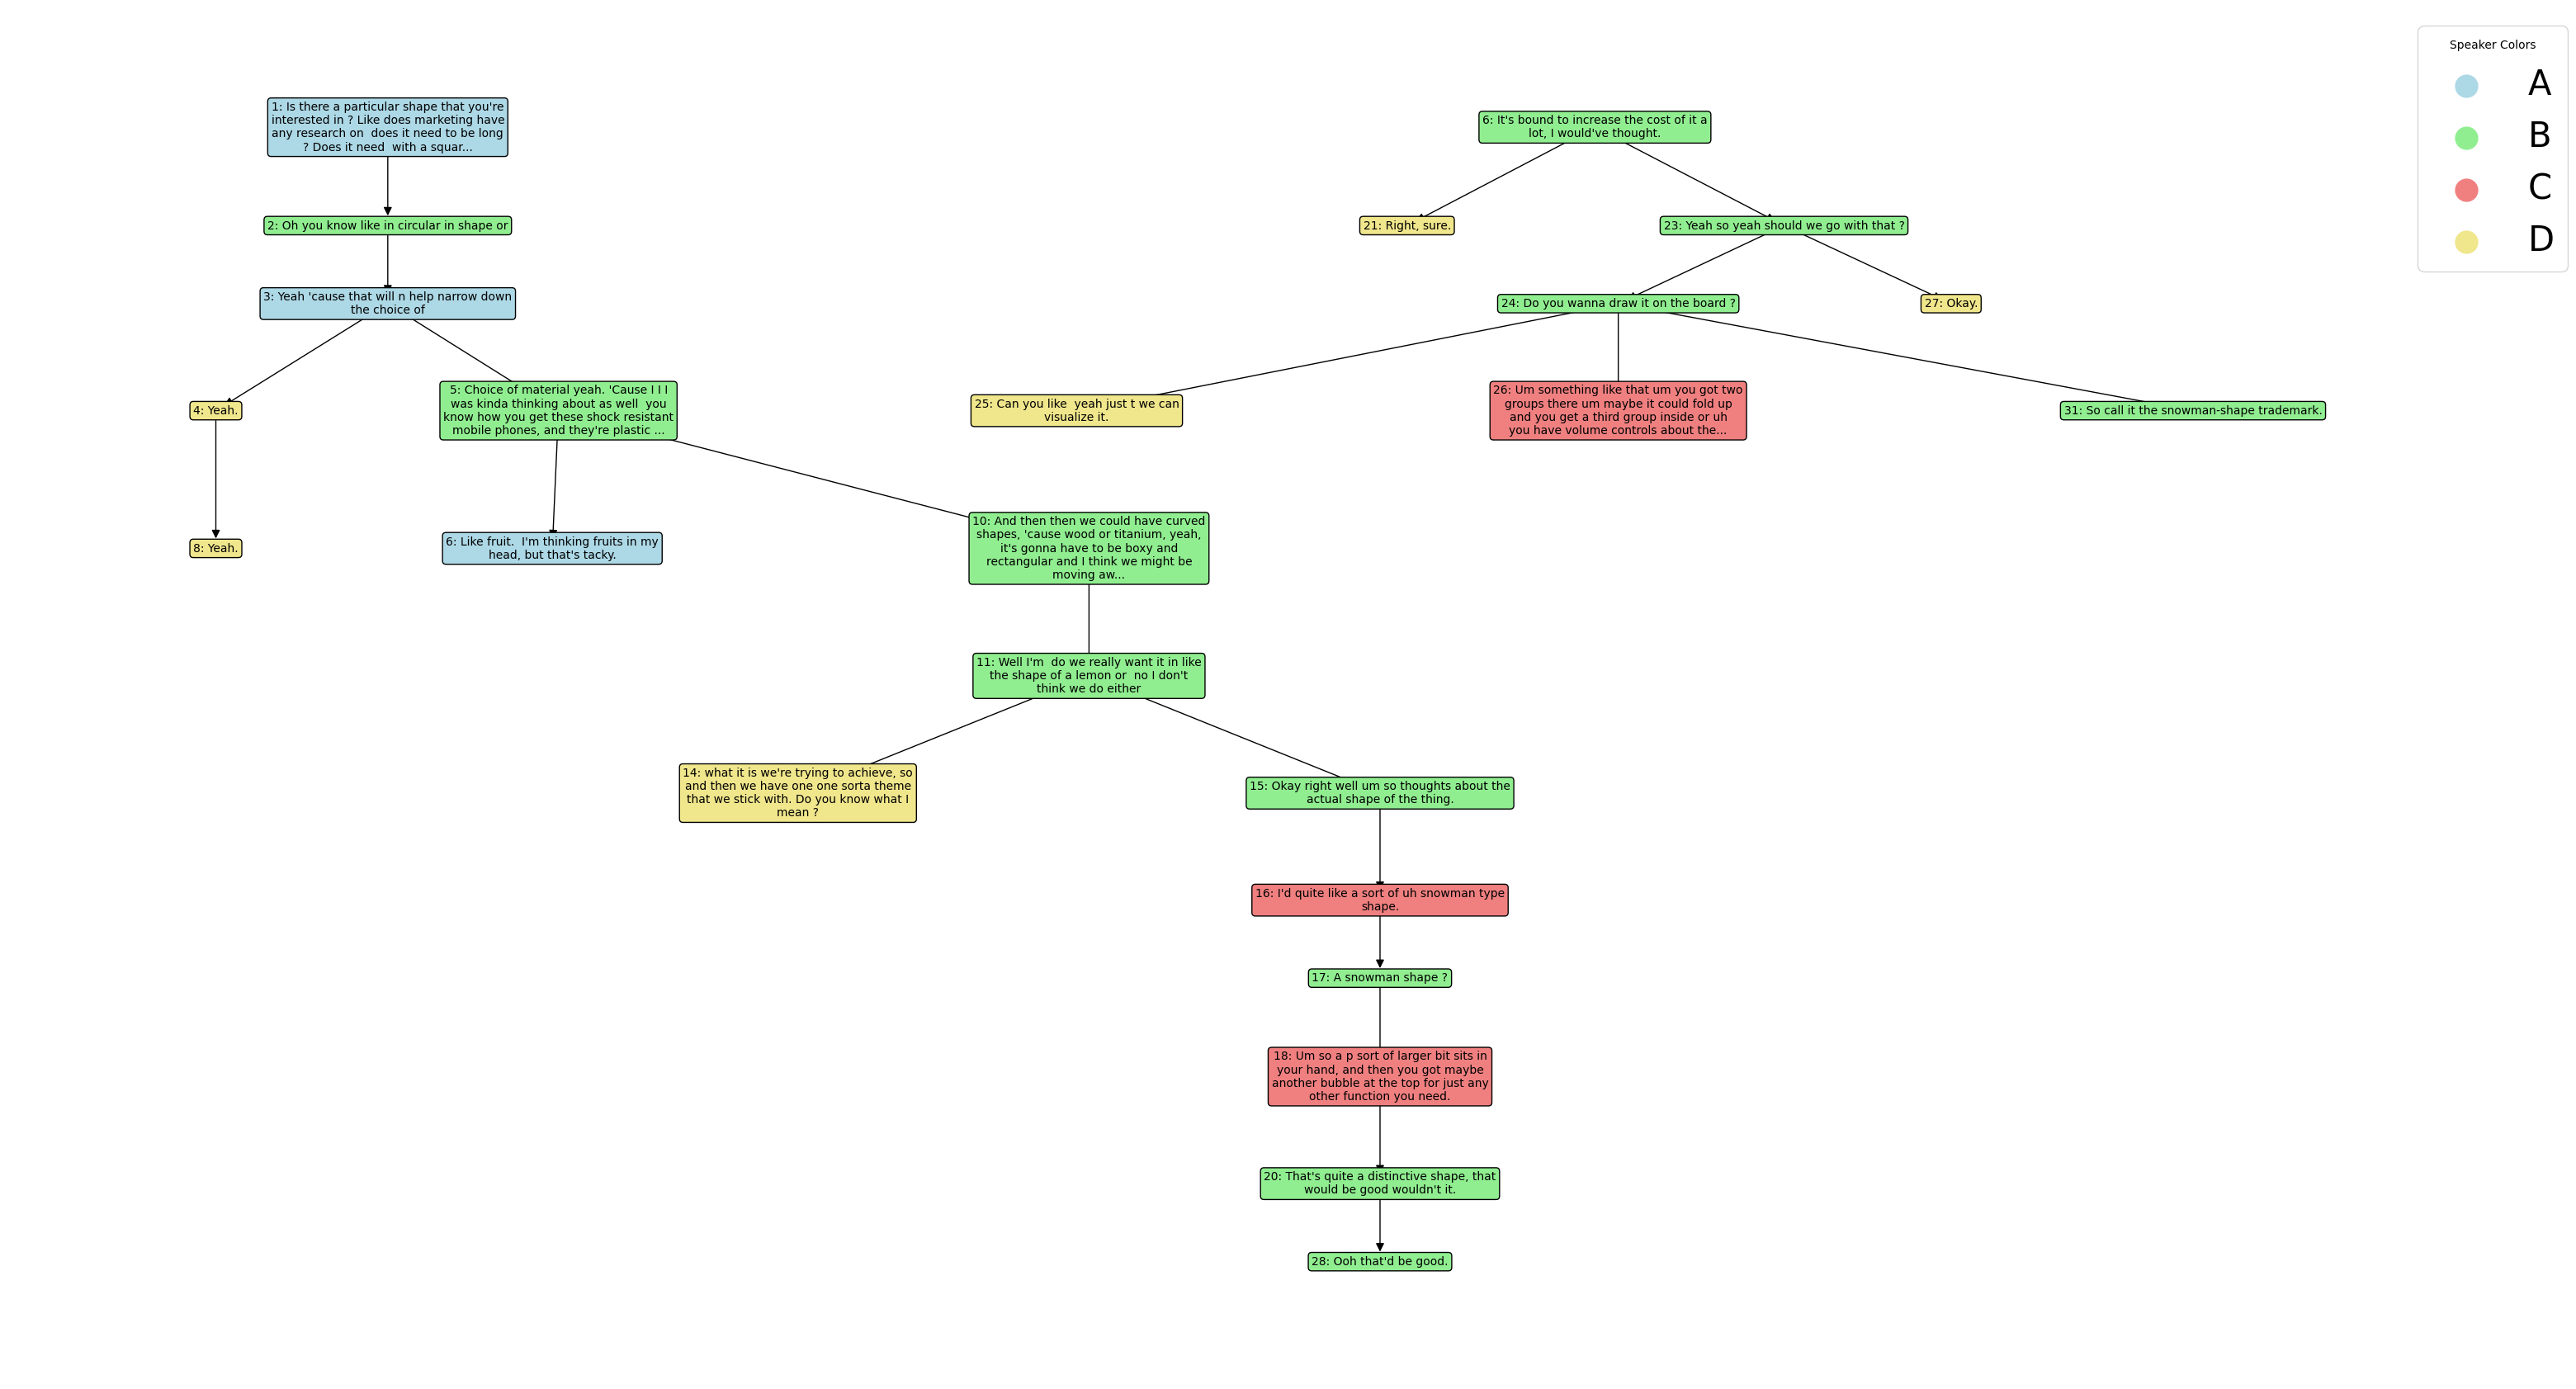 Speaker Colors
A
B
C
D
1: Is there a particular shape that you're
interested in ? Like does marketing have
any research on  does it need to be long
? Does it need  with a squar...
6: It's bound to increase the cost of it a
lot, I would've thought.
2: Oh you know like in circular in shape or
21: Right, sure.
23: Yeah so yeah should we go with that ?
3: Yeah 'cause that will n help narrow down
the choice of
24: Do you wanna draw it on the board ?
27: Okay.
4: Yeah.
5: Choice of material yeah. 'Cause I I I
was kinda thinking about as well  you
know how you get these shock resistant
mobile phones, and they're plastic ...
25: Can you like  yeah just t we can
visualize it.
26: Um something like that um you got two
groups there um maybe it could fold up
and you get a third group inside or uh
you have volume controls about the...
31: So call it the snowman-shape trademark.
8: Yeah.
6: Like fruit.  I'm thinking fruits in my
head, but that's tacky.
10: And then then we could have curved
shapes, 'cause wood or titanium, yeah,
it's gonna have to be boxy and
rectangular and I think we might be
moving aw...
11: Well I'm  do we really want it in like
the shape of a lemon or  no I don't
think we do either
14: what it is we're trying to achieve, so
and then we have one one sorta theme
that we stick with. Do you know what I
mean ?
15: Okay right well um so thoughts about the
actual shape of the thing.
16: I'd quite like a sort of uh snowman type
shape.
17: A snowman shape ?
18: Um so a p sort of larger bit sits in
your hand, and then you got maybe
another bubble at the top for just any
other function you need.
20: That's quite a distinctive shape, that
would be good wouldn't it.
28: Ooh that'd be good.